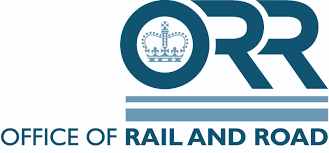 ORR
OFFICE OF RAIL AND ROAD